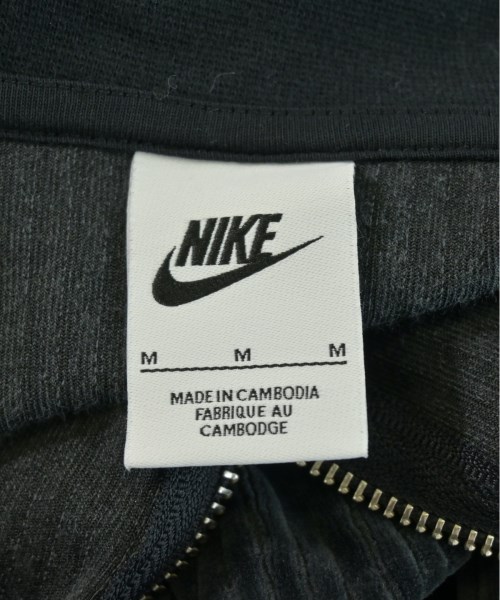 NIKE
M M M
MADE IN CAMBODIA
FABRIQUE AU
CAMBODGE